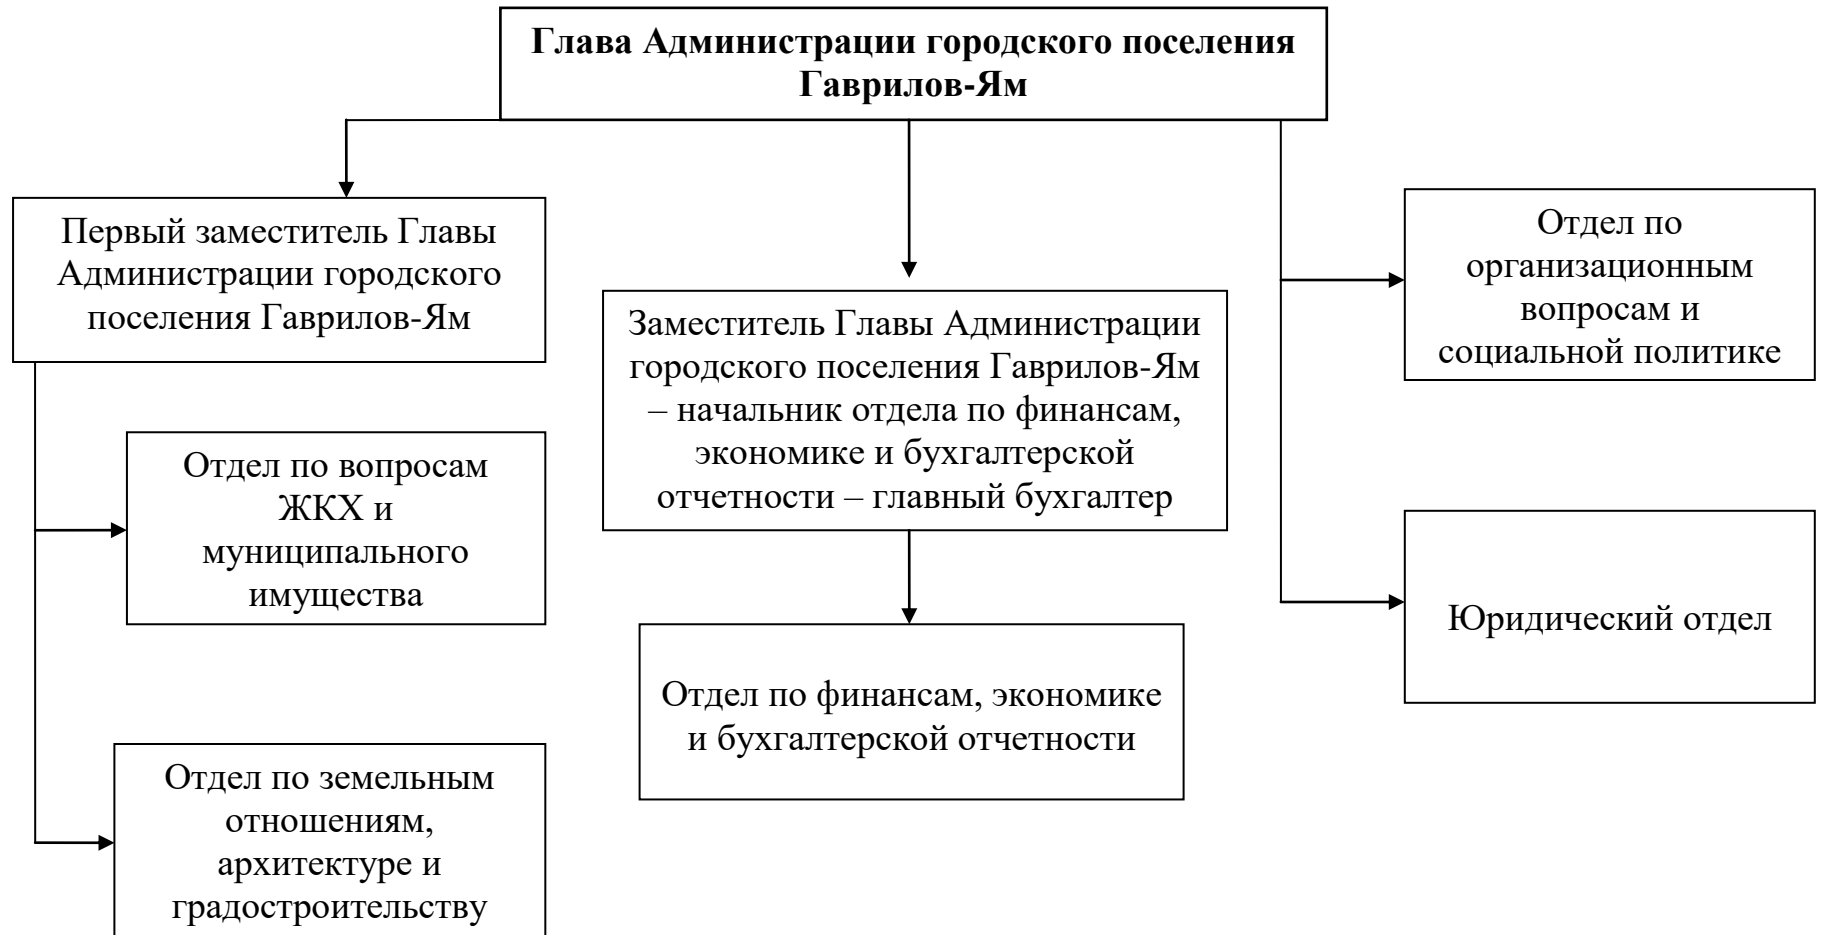 Глава Администрации городского поселения
Гаврилов-Ям
Первый заместитель Главы
Администрации городского
поселения Гаврилов-Ям
Отдел по вопросам
ЖКХ и
муниципального
имущества
Отдел по земельным
отношениям,
архитектуре и
градостроительству
Заместитель Главы Администрации
городского поселения Гаврилов-Ям
– начальник отдела по финансам,
экономике и бухгалтерской
отчетности – главный бухгалтер
Отдел по финансам, экономике
и бухгалтерской отчетности
Отдел по
организационным
вопросам и
социальной политике
Юридический отдел